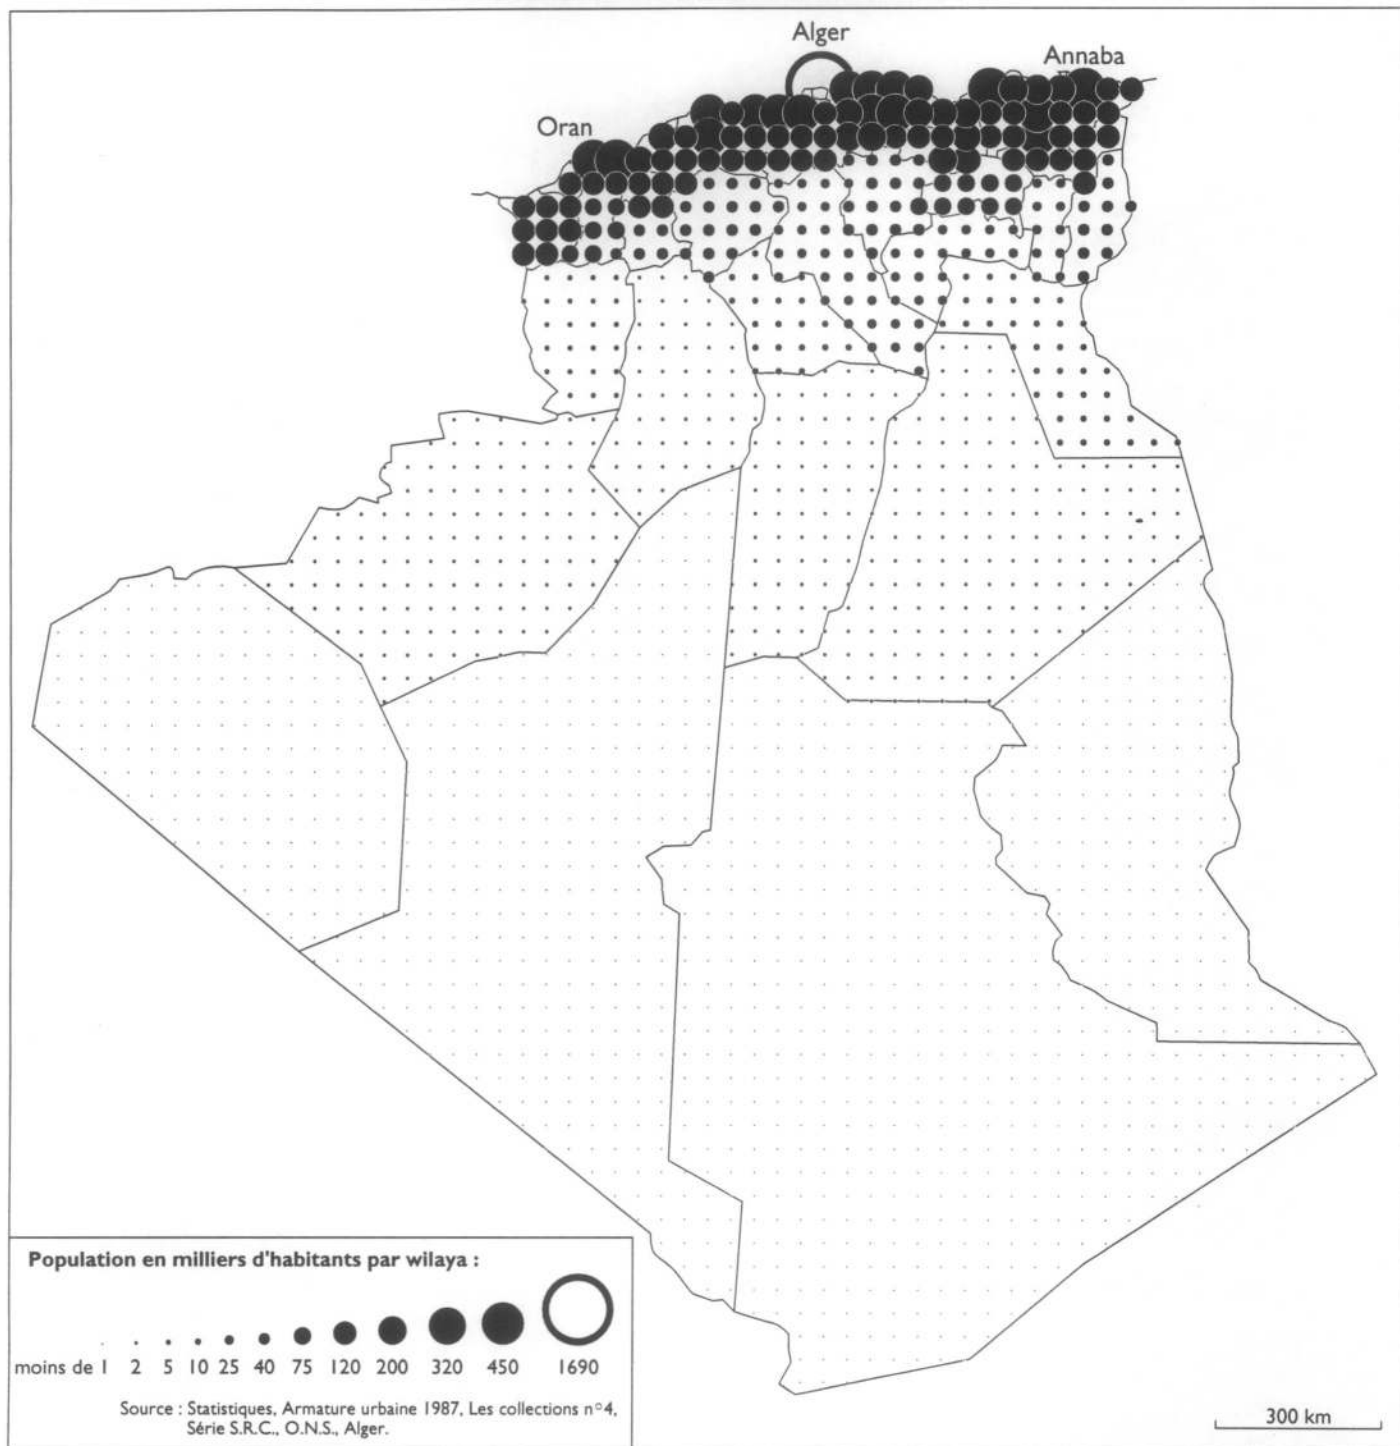 Alger
Annaba
Oran
Population en milliers d'habitants par wilaya :
moins de 1 2 5 10 25 40 75 120 200 320 450 1690
Source : Statistiques, Armature urbaine 1987, Les collections n°4,
Série S.R.C., O.N.S., Alger.
300 km